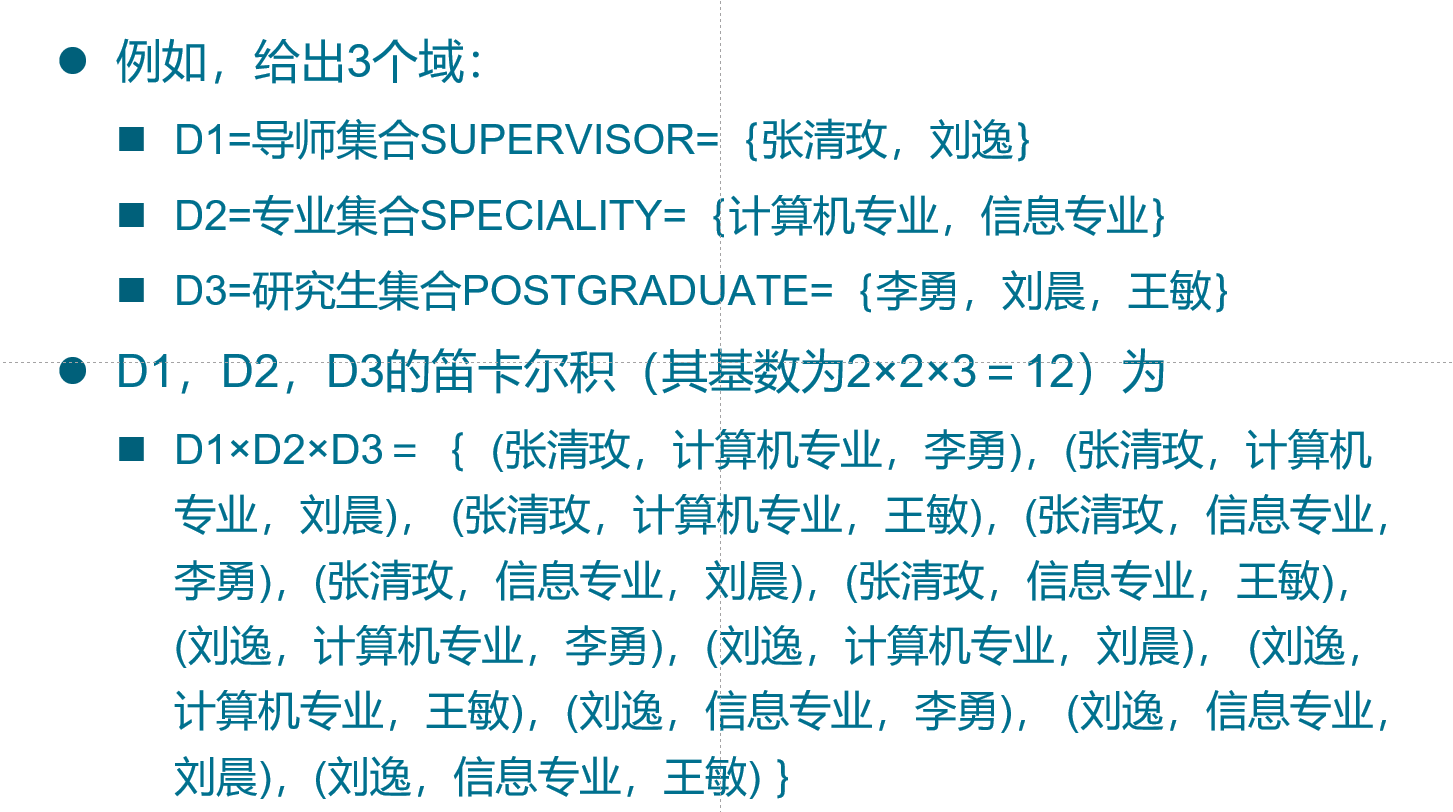 例如，给出3个域：
D1=导师集合SUPERVISOR=｛张清玫，刘逸}
D2=专业集合SPECIALITY=｛计算机专业，信息专业}
D3=研究生集合POSTGRADUATE=｛李勇，刘晨，王敏}
D1，D2，D3的笛卡尔积（其基数为2×2×3 = 12）为
D1×D2×D3 = ｛ (张清玫，计算机专业，李勇)，(张清玫，计算机
专业，刘晨)， (张清玫，计算机专业，王敏)，(张清玫，信息专业，
李勇)，(张清玫，信息专业，刘晨)，(张清玫，信息专业，王敏)，
(刘逸，计算机专业，李勇)，(刘逸，计算机专业，刘晨)， (刘逸，
计算机专业，王敏)，(刘逸，信息专业，李勇)， (刘逸，信息专业，
刘晨)，(刘逸，信息专业，王敏) }